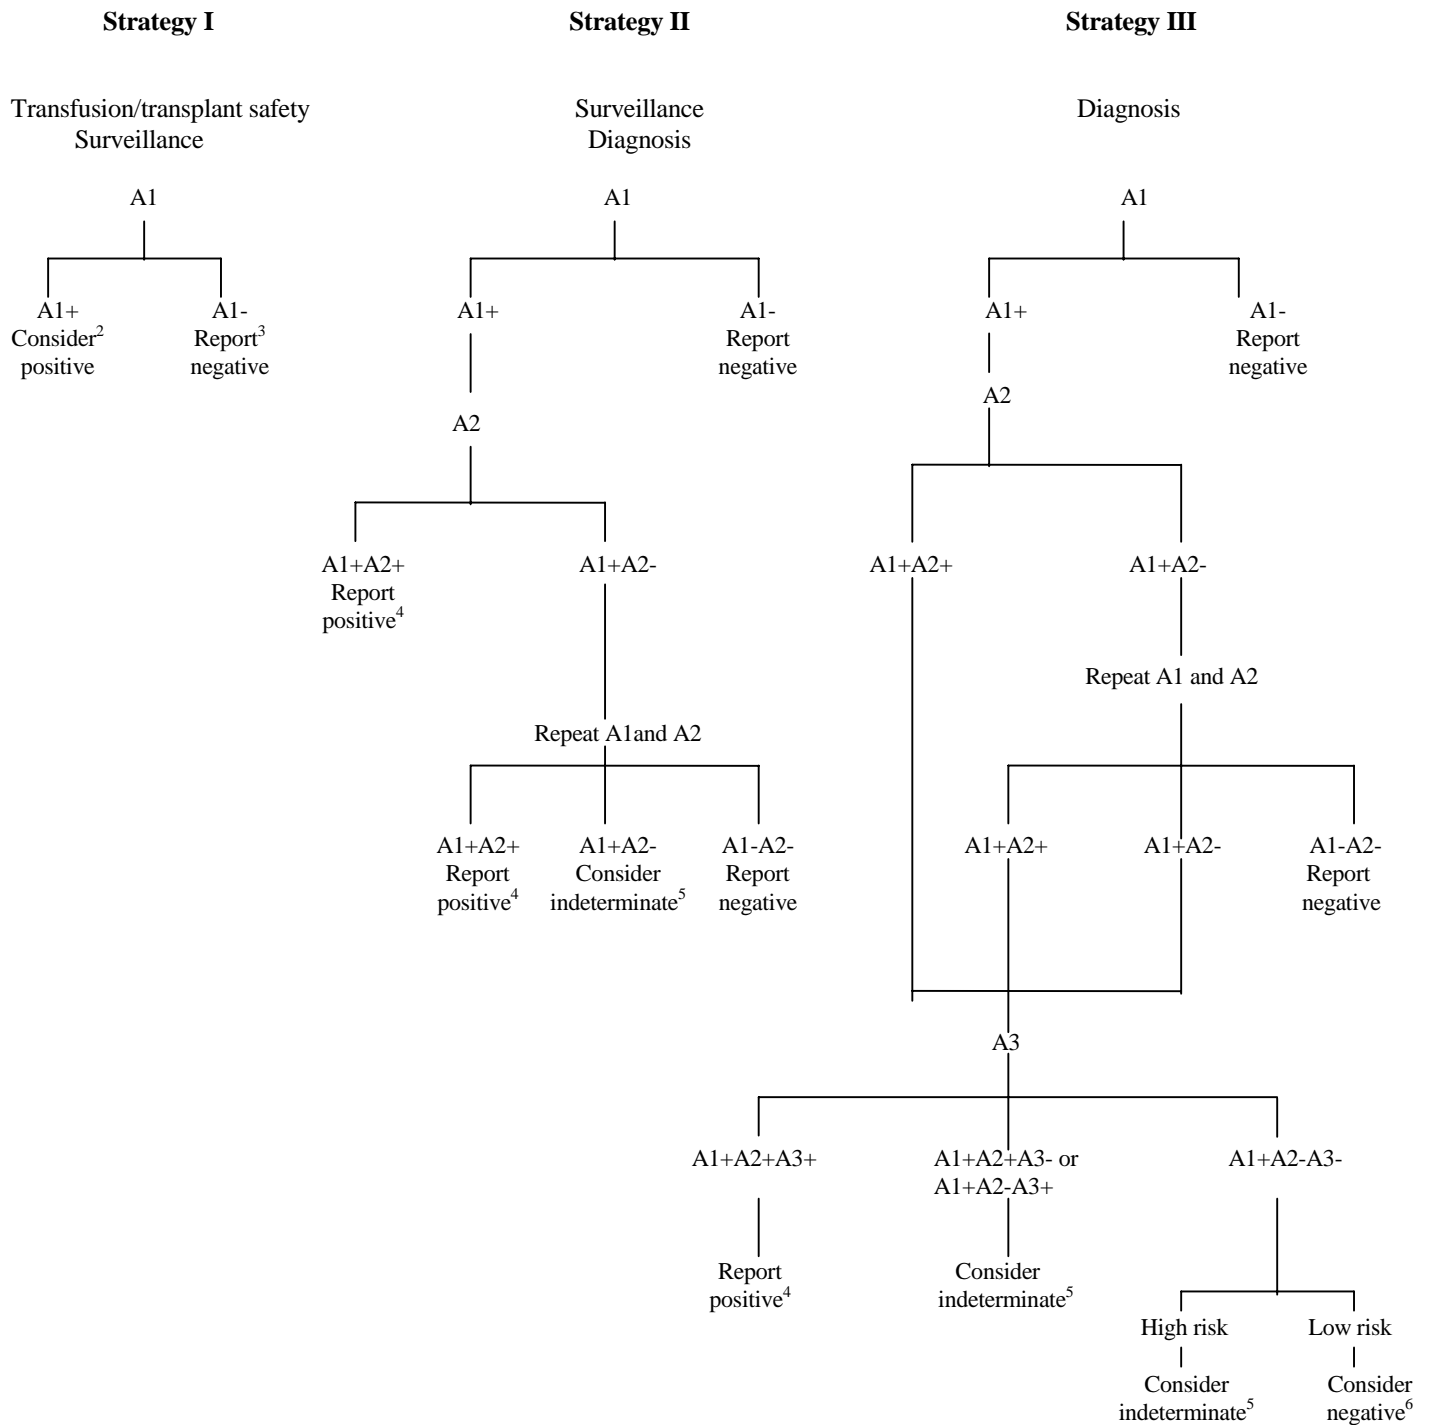 Strategy I
Strategy II
Strategy III
Transfusion/transplant safety
Surveillance
Surveillance
Diagnosis
Diagnosis
A1
A1
A1
A1+
Consider²
positive
A1-
Report³
negative
A1+
A1-
Report
negative
A1+
A1-
Report
negative
A2
A2
A1+A2+
Report
positive⁴
A1+A2-
A1+A2+
A1+A2-
Repeat A1 and A2
Repeat A1and A2
A1+A2+
Report
positive⁴
A1+A2-
Consider
indeterminate⁵
A1-A2-
Report
negative
A1+A2+
A1+A2-
A1-A2-
Report
negative
A3
A1+A2+A3+
A1+A2+A3- or
A1+A2-A3+
A1+A2-A3-
Report
positive⁴
Consider
indeterminate⁵
High risk
Low risk
Consider
indeterminate⁵
Consider
negative⁶